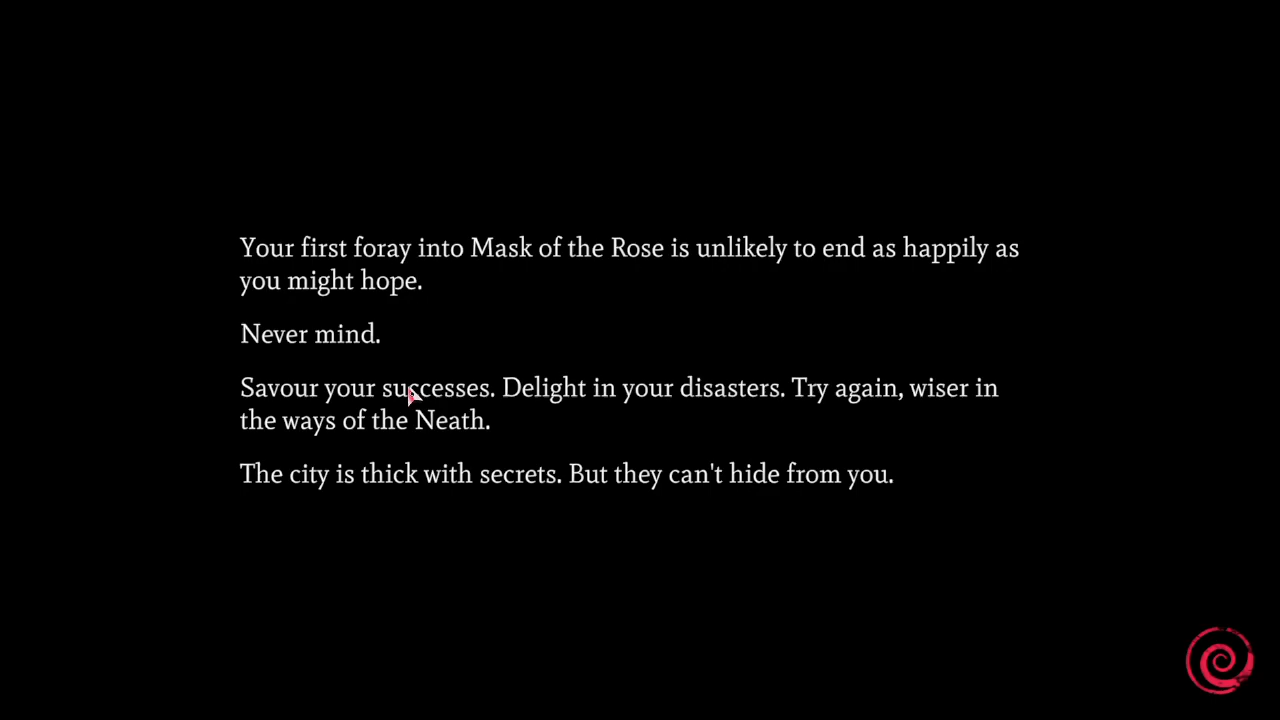 Your first foray into Mask of the Rose is unlikely to end as happily as
you might hope.
Never mind.
Savour your successes. Delight in your disasters. Try again, wiser in
the ways of the Neath.
The city is thick with secrets. But they can't hide from you.